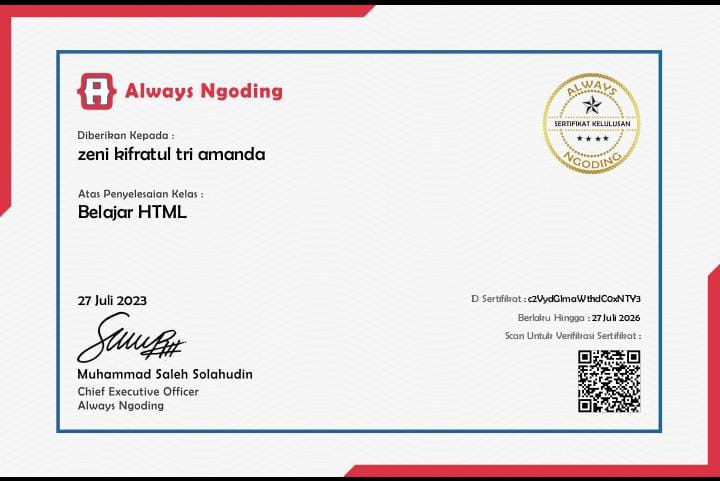 Always Ngoding
Diberikan Kepada :
zeni kifratul tri amanda
Atas Penyelesaian Kelas :
Belajar HTML
ALWAYS
SERTIFIKAT KELULUSAN
NGODING
27 Juli 2023
Muhammad Saleh Solahudin
Chief Executive Officer
Always Ngoding
ID Sertifikat : c2VydGlmaWthdC0xNTY3
Berlaku Hingga : 27 Juli 2026
Scan Untuk Verifikasi Sertifikat :